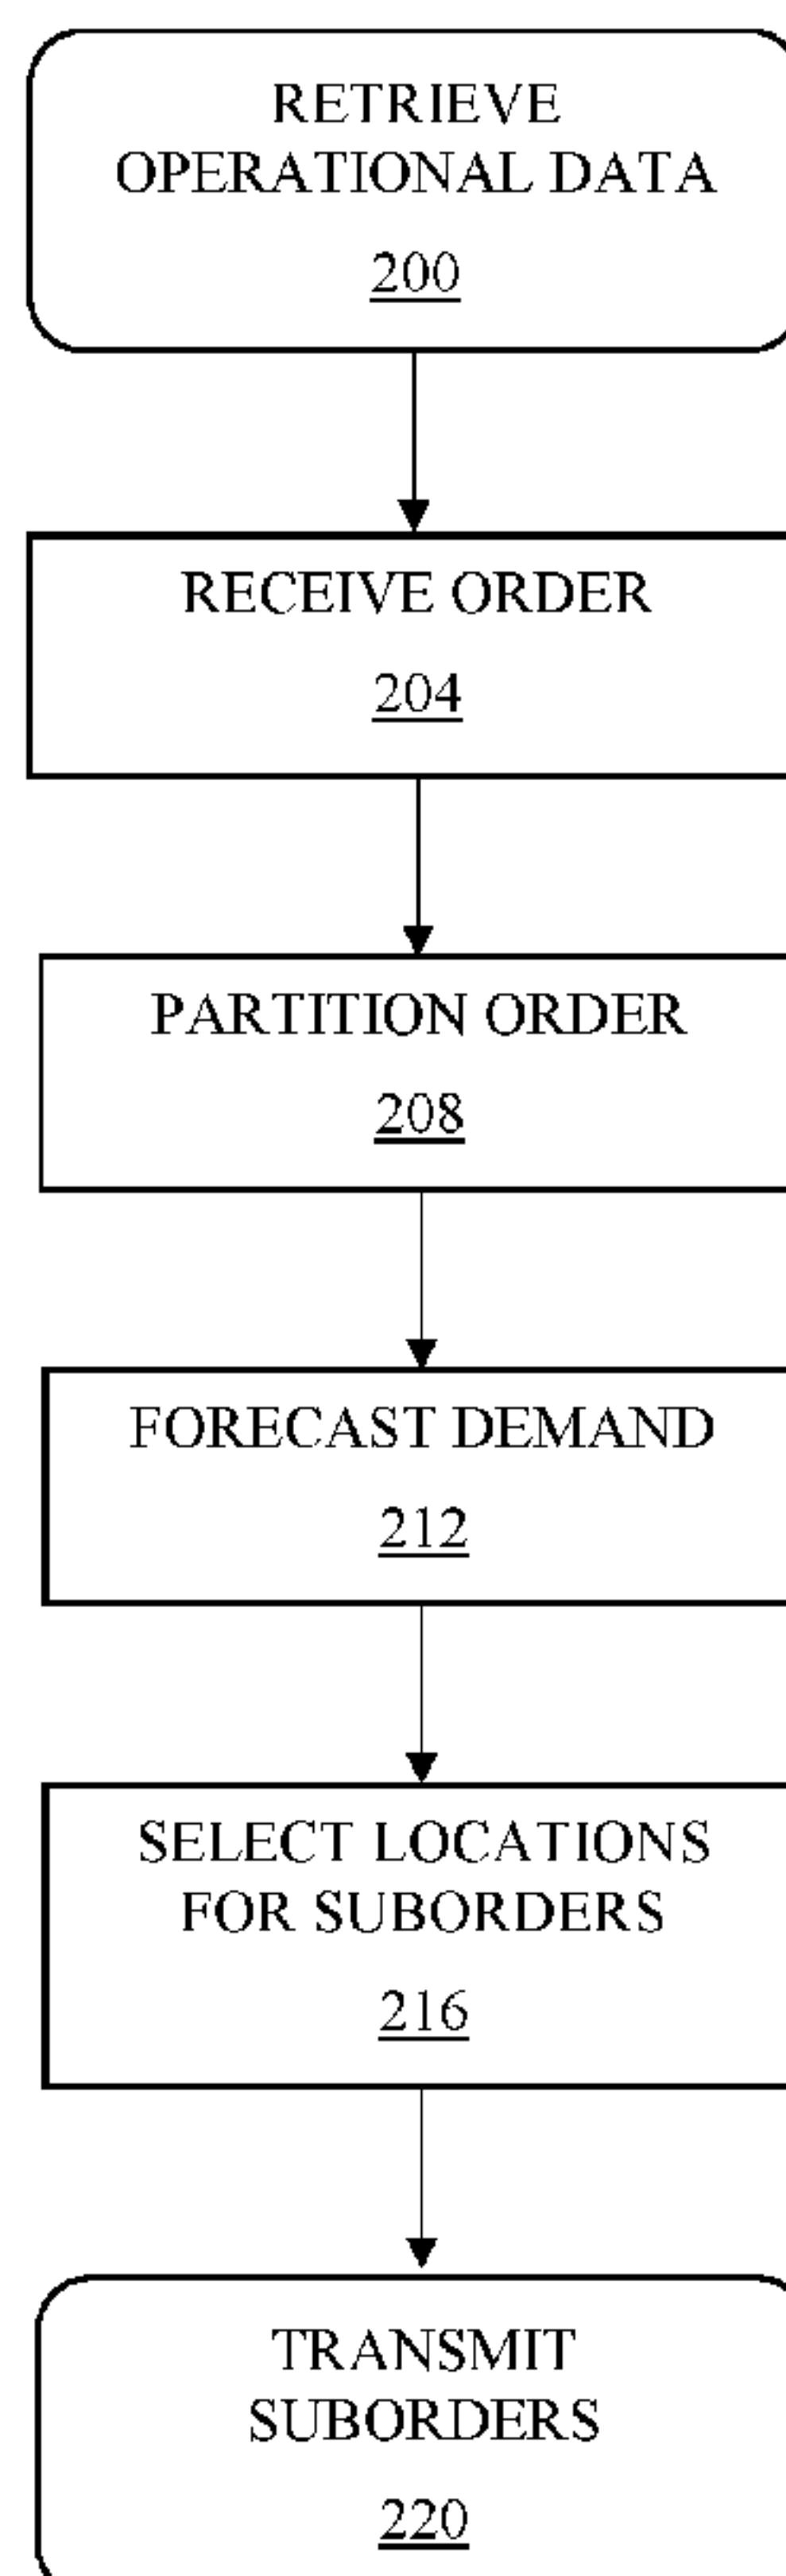 RETRIEVE
OPERATIONAL DATA
200
RECEIVE ORDER
204
PARTITION ORDER
208
FORECAST DEMAND
212
SELECT LOCATIONS
FOR SUBORDERS
216
TRANSMIT
SUBORDERS
220